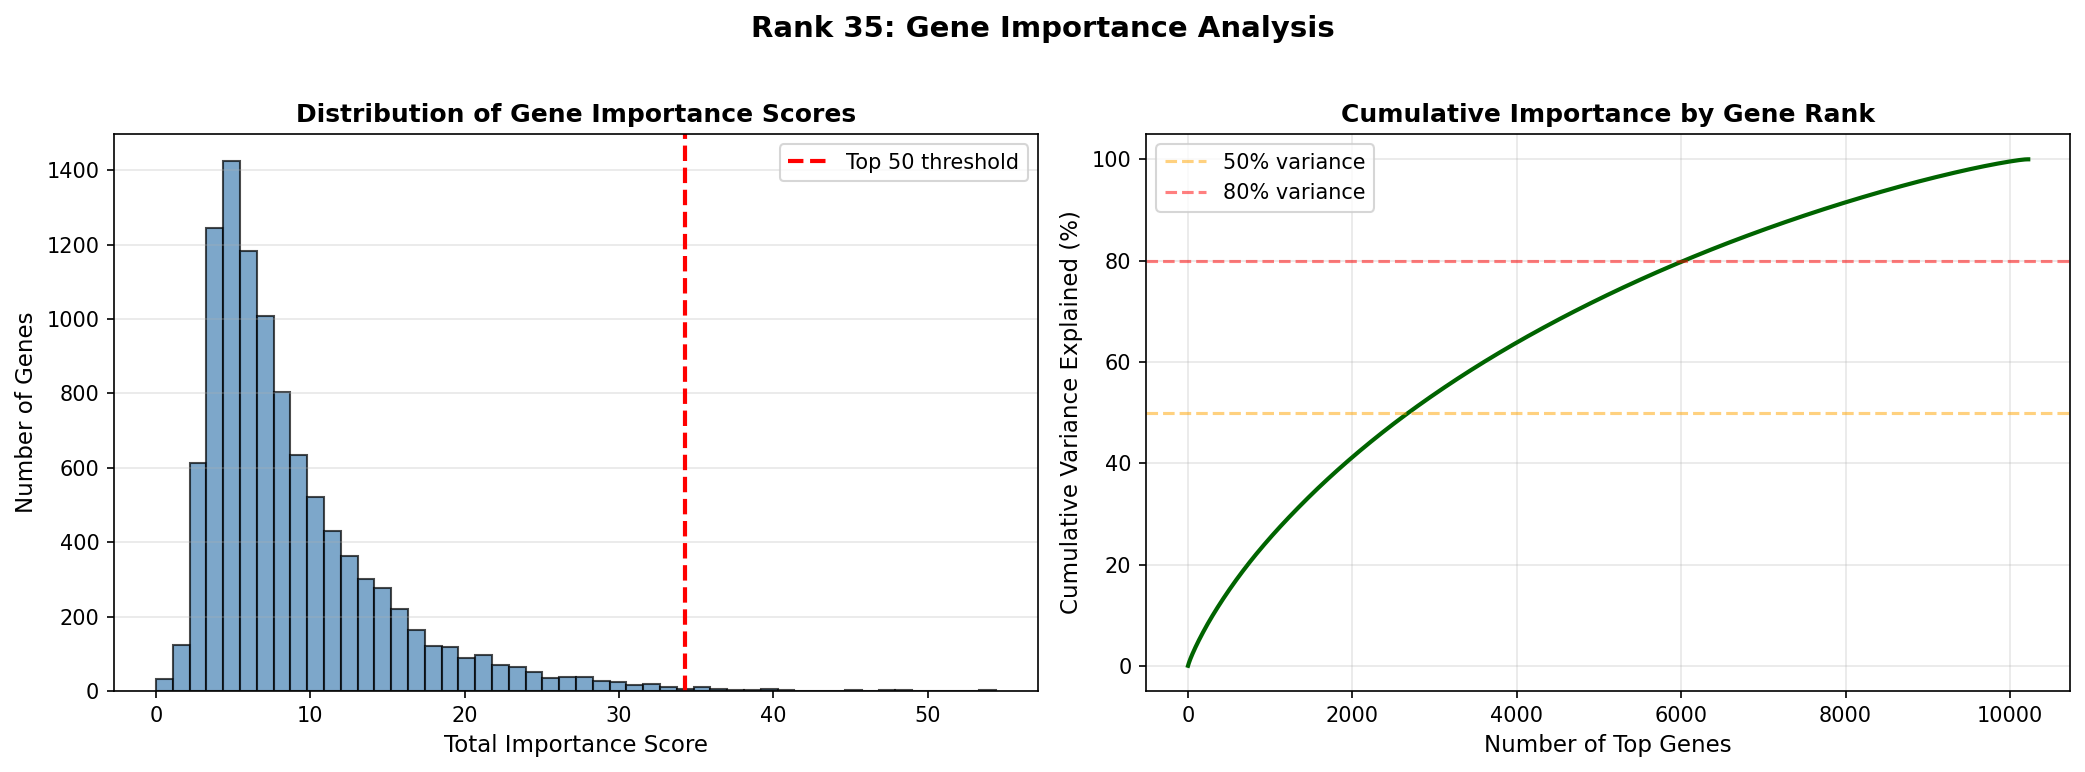 Rank 35: Gene Importance Analysis
Distribution of Gene Importance Scores
Number of Genes
1400
1200
1000
800
600
400
200
0
Top 50 threshold
0 10 20 30 40 50
Total Importance Score
Cumulative Importance by Gene Rank
Cumulative Variance Explained (%)
100
80
60
40
20
0
50% variance
80% variance
0 2000 4000 6000 8000 10000
Number of Top Genes